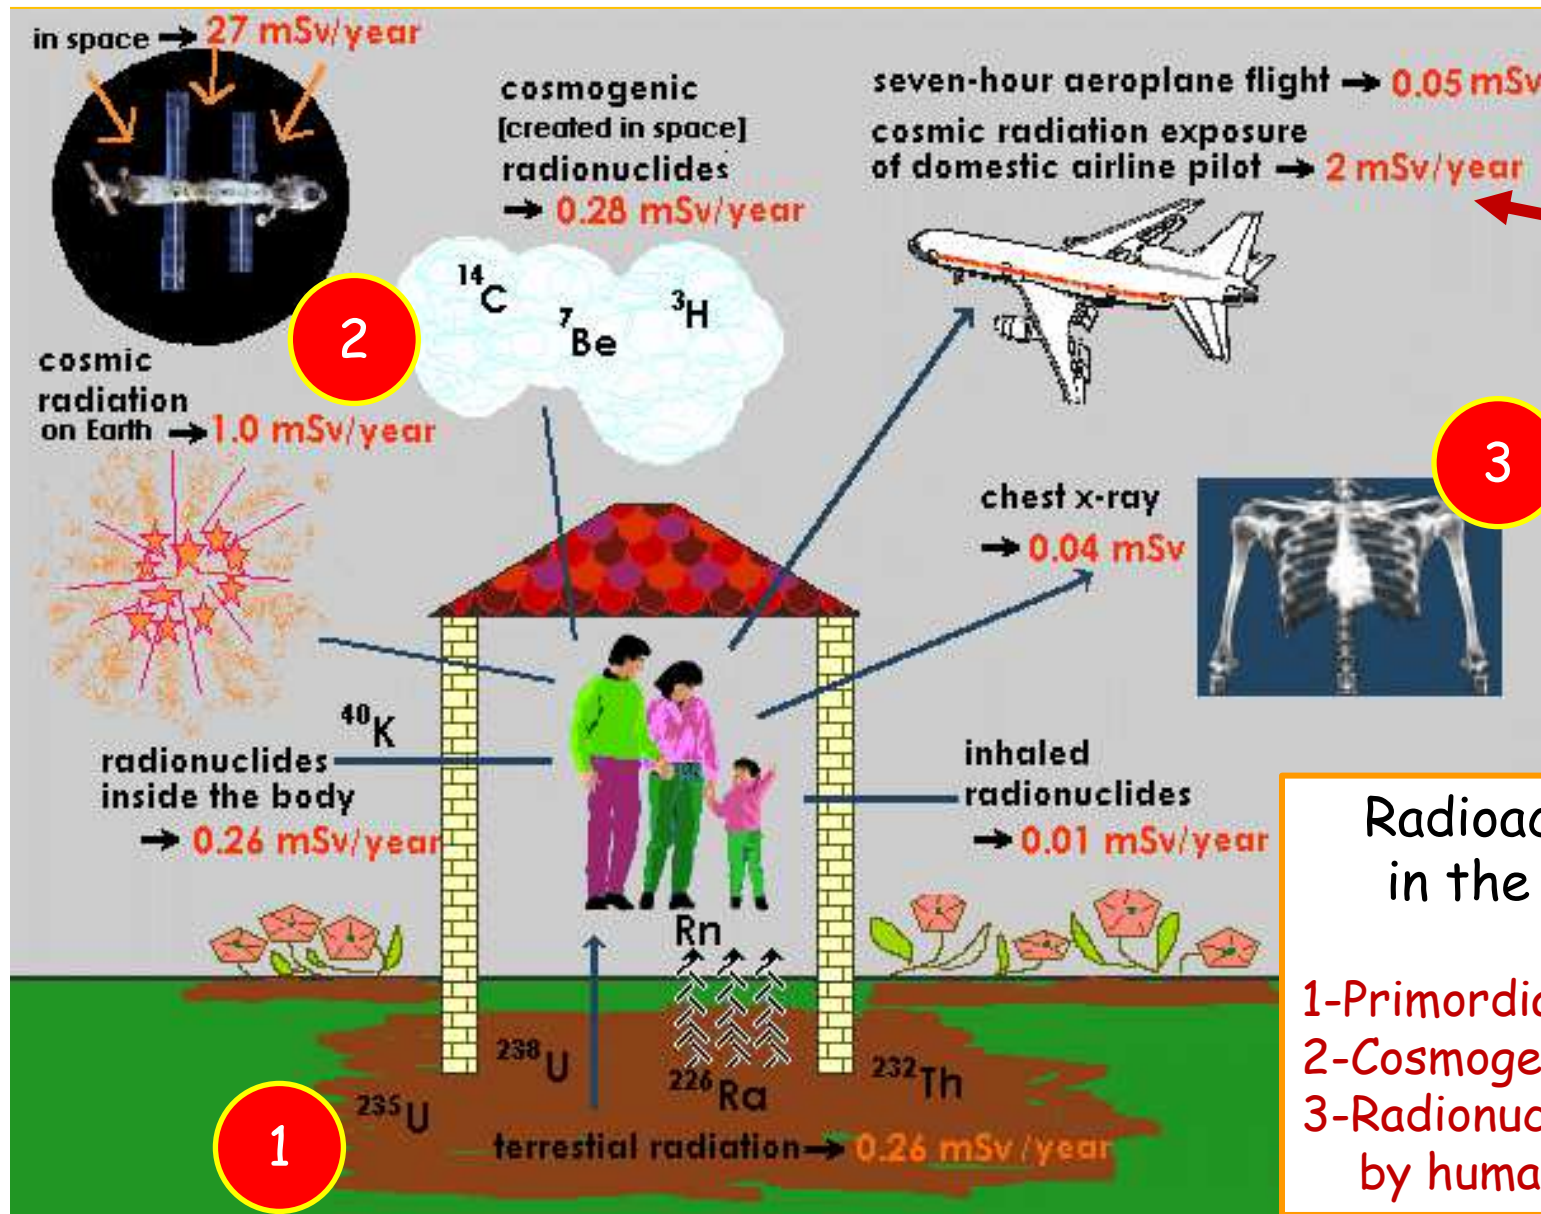 in space → 27 mSv/year
cosmogenic
[created in space]
radionuclides
→ 0.28 mSv/year
seven-hour aeroplane flight → 0.05 mSv
cosmic radiation exposure
of domestic airline pilot → 2 mSv/year
¹⁴C
⁷Be
³H
2
cosmic
radiation
on Earth → 1.0 mSv/year
3
chest x-ray
→ 0.04 mSv
⁴⁰K
radionuclides
inside the body
→ 0.26 mSv/year
inhaled
radionuclides
→ 0.01 mSv/year
Rn
²³⁸U
²³⁵U
²²⁶Ra
²³²Th
1
terrestial radiation → 0.26 mSv/year
in the
1-
2-
3-
by